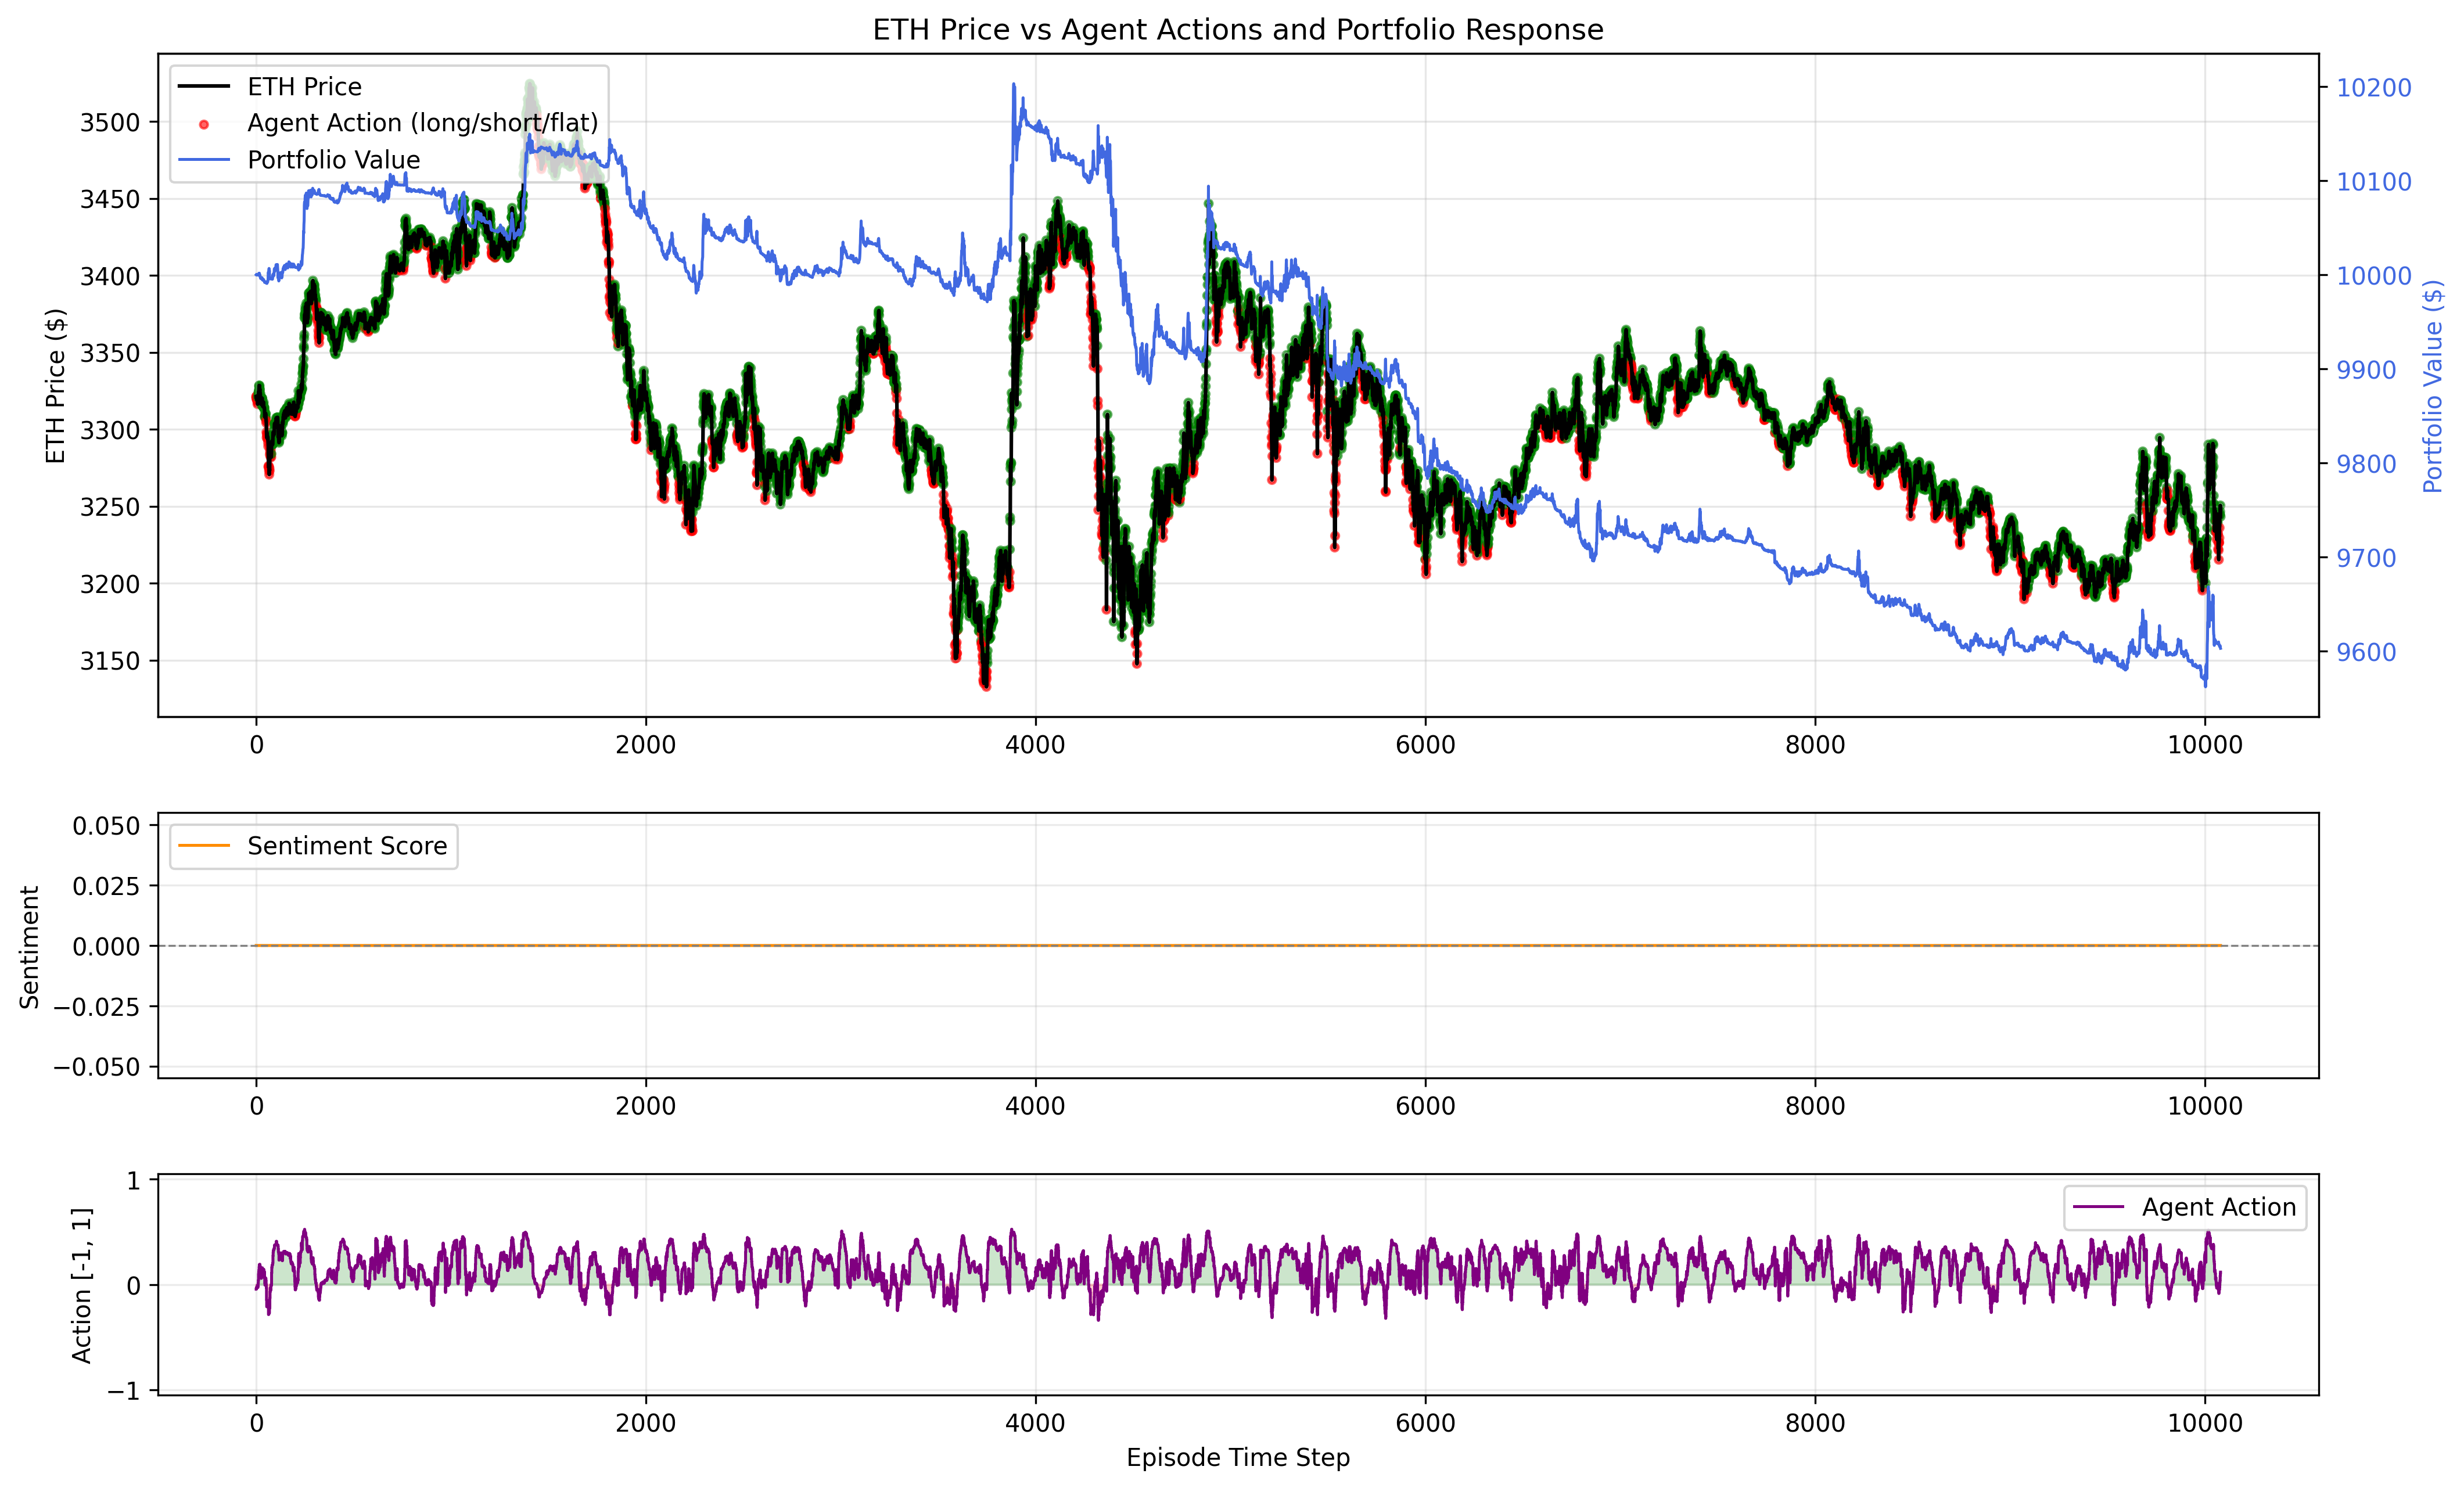 ETH Price vs Agent Actions and Portfolio Response
ETH Price
Agent Action (long/short/flat)
Portfolio Value
ETH Price ($)
3500
3450
3400
3350
3300
3250
3200
3150
10200
10100
10000
9900
9800
9700
9600
Portfolio Value ($)
0 2000 4000 6000 8000 10000
Sentiment Score
Sentiment
0.050
0.025
0.000
−0.025
−0.050
0 2000 4000 6000 8000 10000
Agent Action
Action [-1, 1]
1
0
−1
0 2000 4000 6000 8000 10000
Episode Time Step